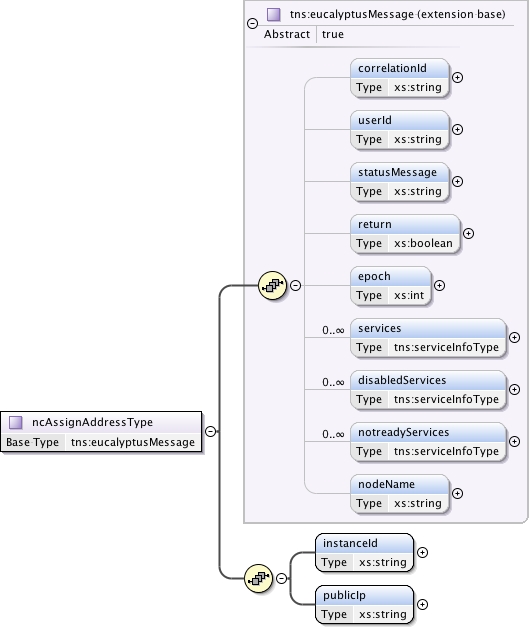 tns:eucalyptusMessage (extension base)
Abstract true
correlationId
Type xs:string
userId
Type xs:string
statusMessage
Type xs:string
return
Type xs:boolean
epoch
Type xs:int
0..∞ services
Type tns:serviceInfoType
0..∞ disabledServices
Type tns:serviceInfoType
0..∞ notreadyServices
Type tns:serviceInfoType
nodeName
Type xs:string
ncAssignAddressType
Base Type tns:eucalyptusMessage
instanceId
Type xs:string
publicIp
Type xs:string